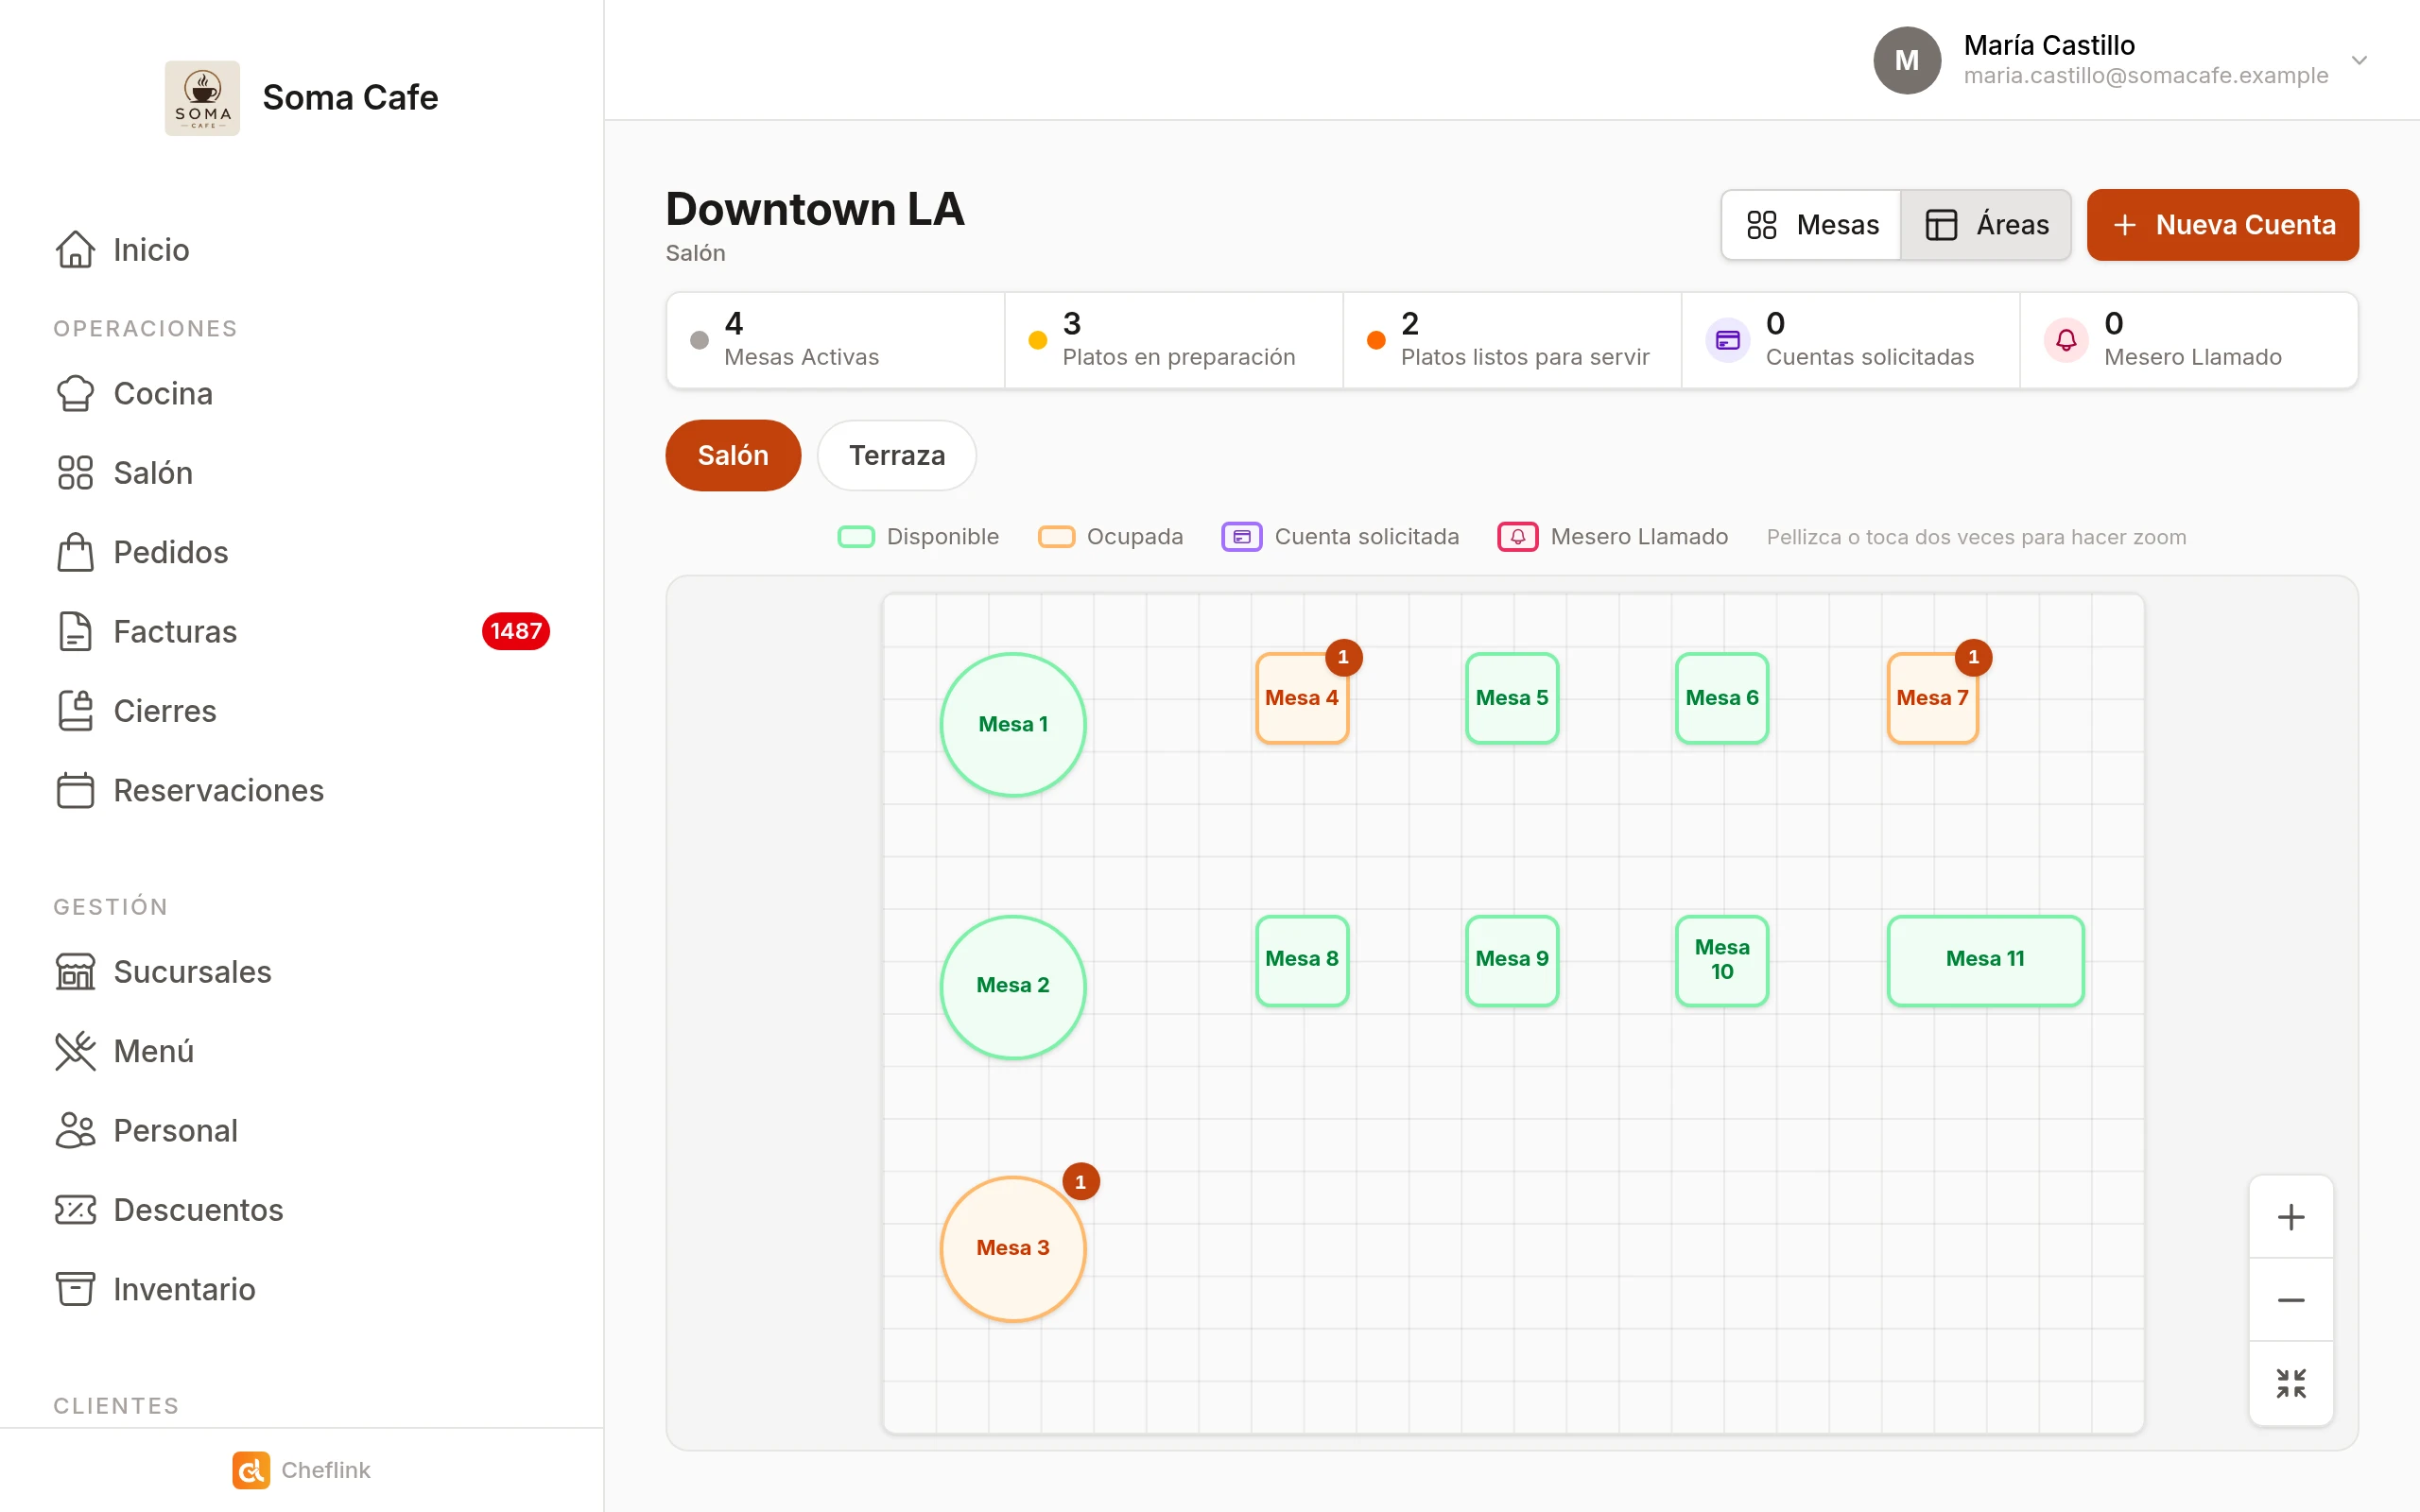 SOMA
CAFE
Soma Cafe
Inicio
OPERACIONES
Cocina
Salón
Pedidos
Facturas
1487
Cierres
Reservaciones
GESTIÓN
Sucursales
Menú
Personal
Descuentos
Inventario
CLIENTES
Cheflink
M
María Castillo
maria.castillo@somacafe.example
Downtown LA
Salón
Mesas
Áreas
Nueva Cuenta
4
Mesas Activas
3
Platos en preparación
2
Platos listos para servir
0
Cuentas solicitadas
0
Mesero Llamado
Salón
Terraza
Disponible
Ocupada
Cuenta solicitada
Mesero Llamado
Pellizca o toca dos veces para hacer zoom
Mesa 1
Mesa 4
1
Mesa 5
Mesa 6
Mesa 7
1
Mesa 2
Mesa 8
Mesa 9
Mesa
10
Mesa 11
Mesa 3
1